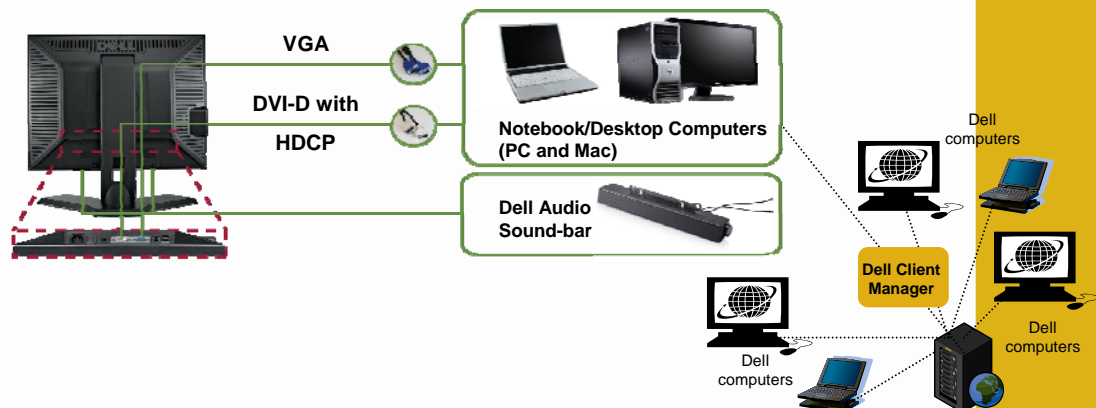 VGA
DVI-D with
HDCP
Notebook/Desktop Computers
(PC and Mac)
Dell Audio
Sound-bar
Dell
computers
Dell Client
Manager
Dell
computers
Dell
computers